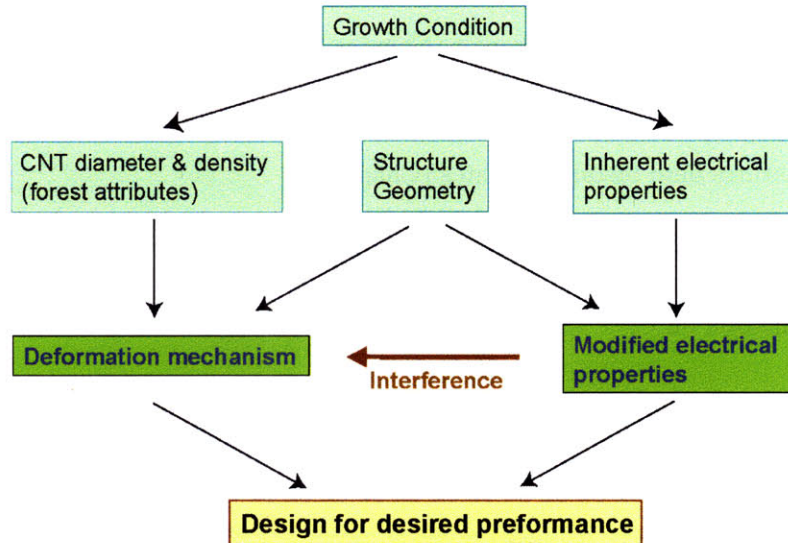 Growth Condition
CNT diameter & density
(forest attributes)
Structure
Geometry
Inherent electrical
properties
Deformation mechanism
Interference
Modified electrical
properties
Design for desired preformance